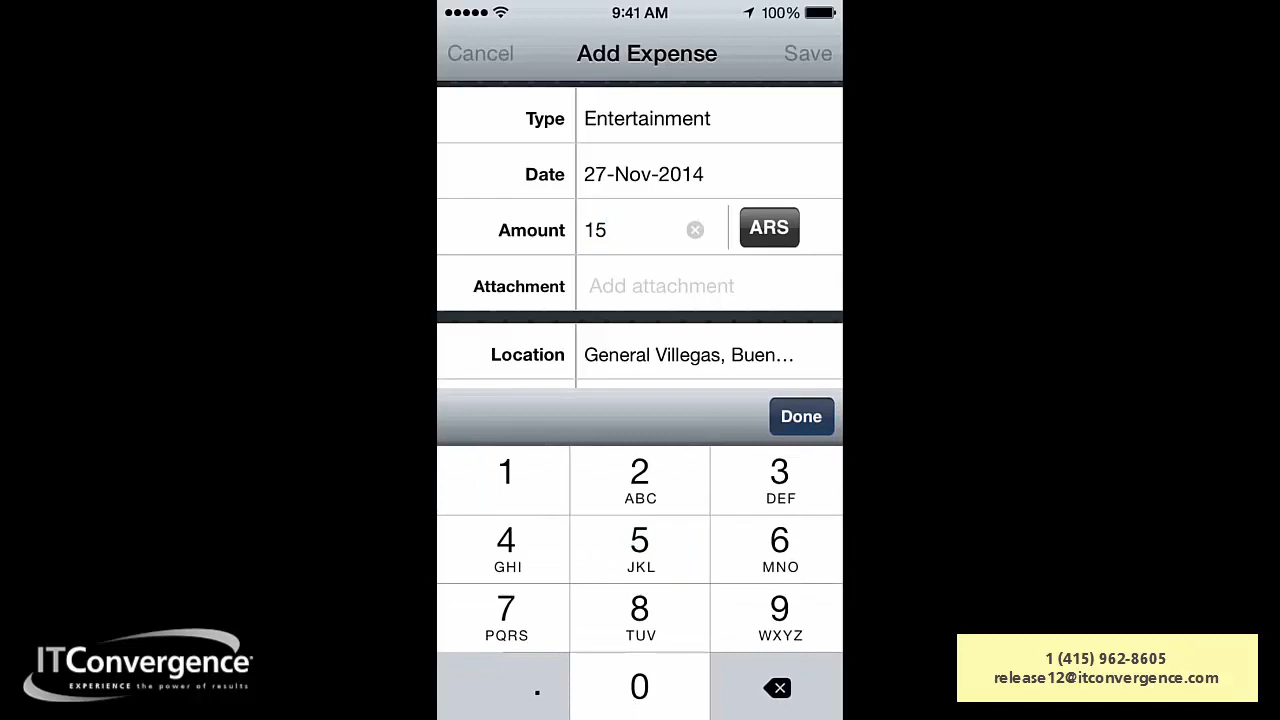 9:41 AM
100%
Cancel
Add Expense
Save
Type
Entertainment
Date
27-Nov-2014
Amount
15
ARS
Attachment
Add attachment
Location
General Villegas, Buen...
Done
1
2
ABC
3
DEF
4
GHI
5
JKL
6
MNO
7
PQRS
8
TUV
9
WXYZ
.
0
ITConvergence
EXPERIENCE the power of results
1 (415) 962-8605
release12@itconvergence.com